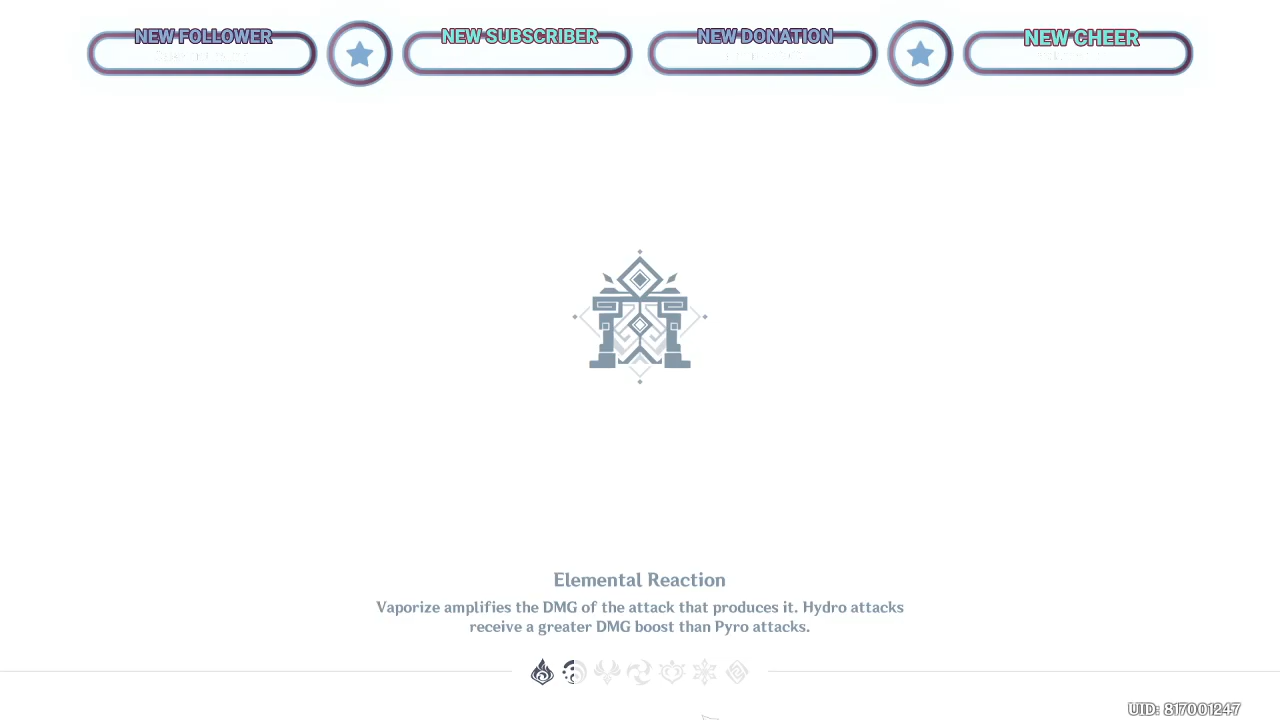 NEW FOLLOWER
NEW SUBSCRIBER
NEW DONATION
NEW CHEER
Elemental Reaction
Vaporize amplifies the DMG of the attack that produces it. Hydro attacks
receive a greater DMG boost than Pyro attacks.
UID: 817001247